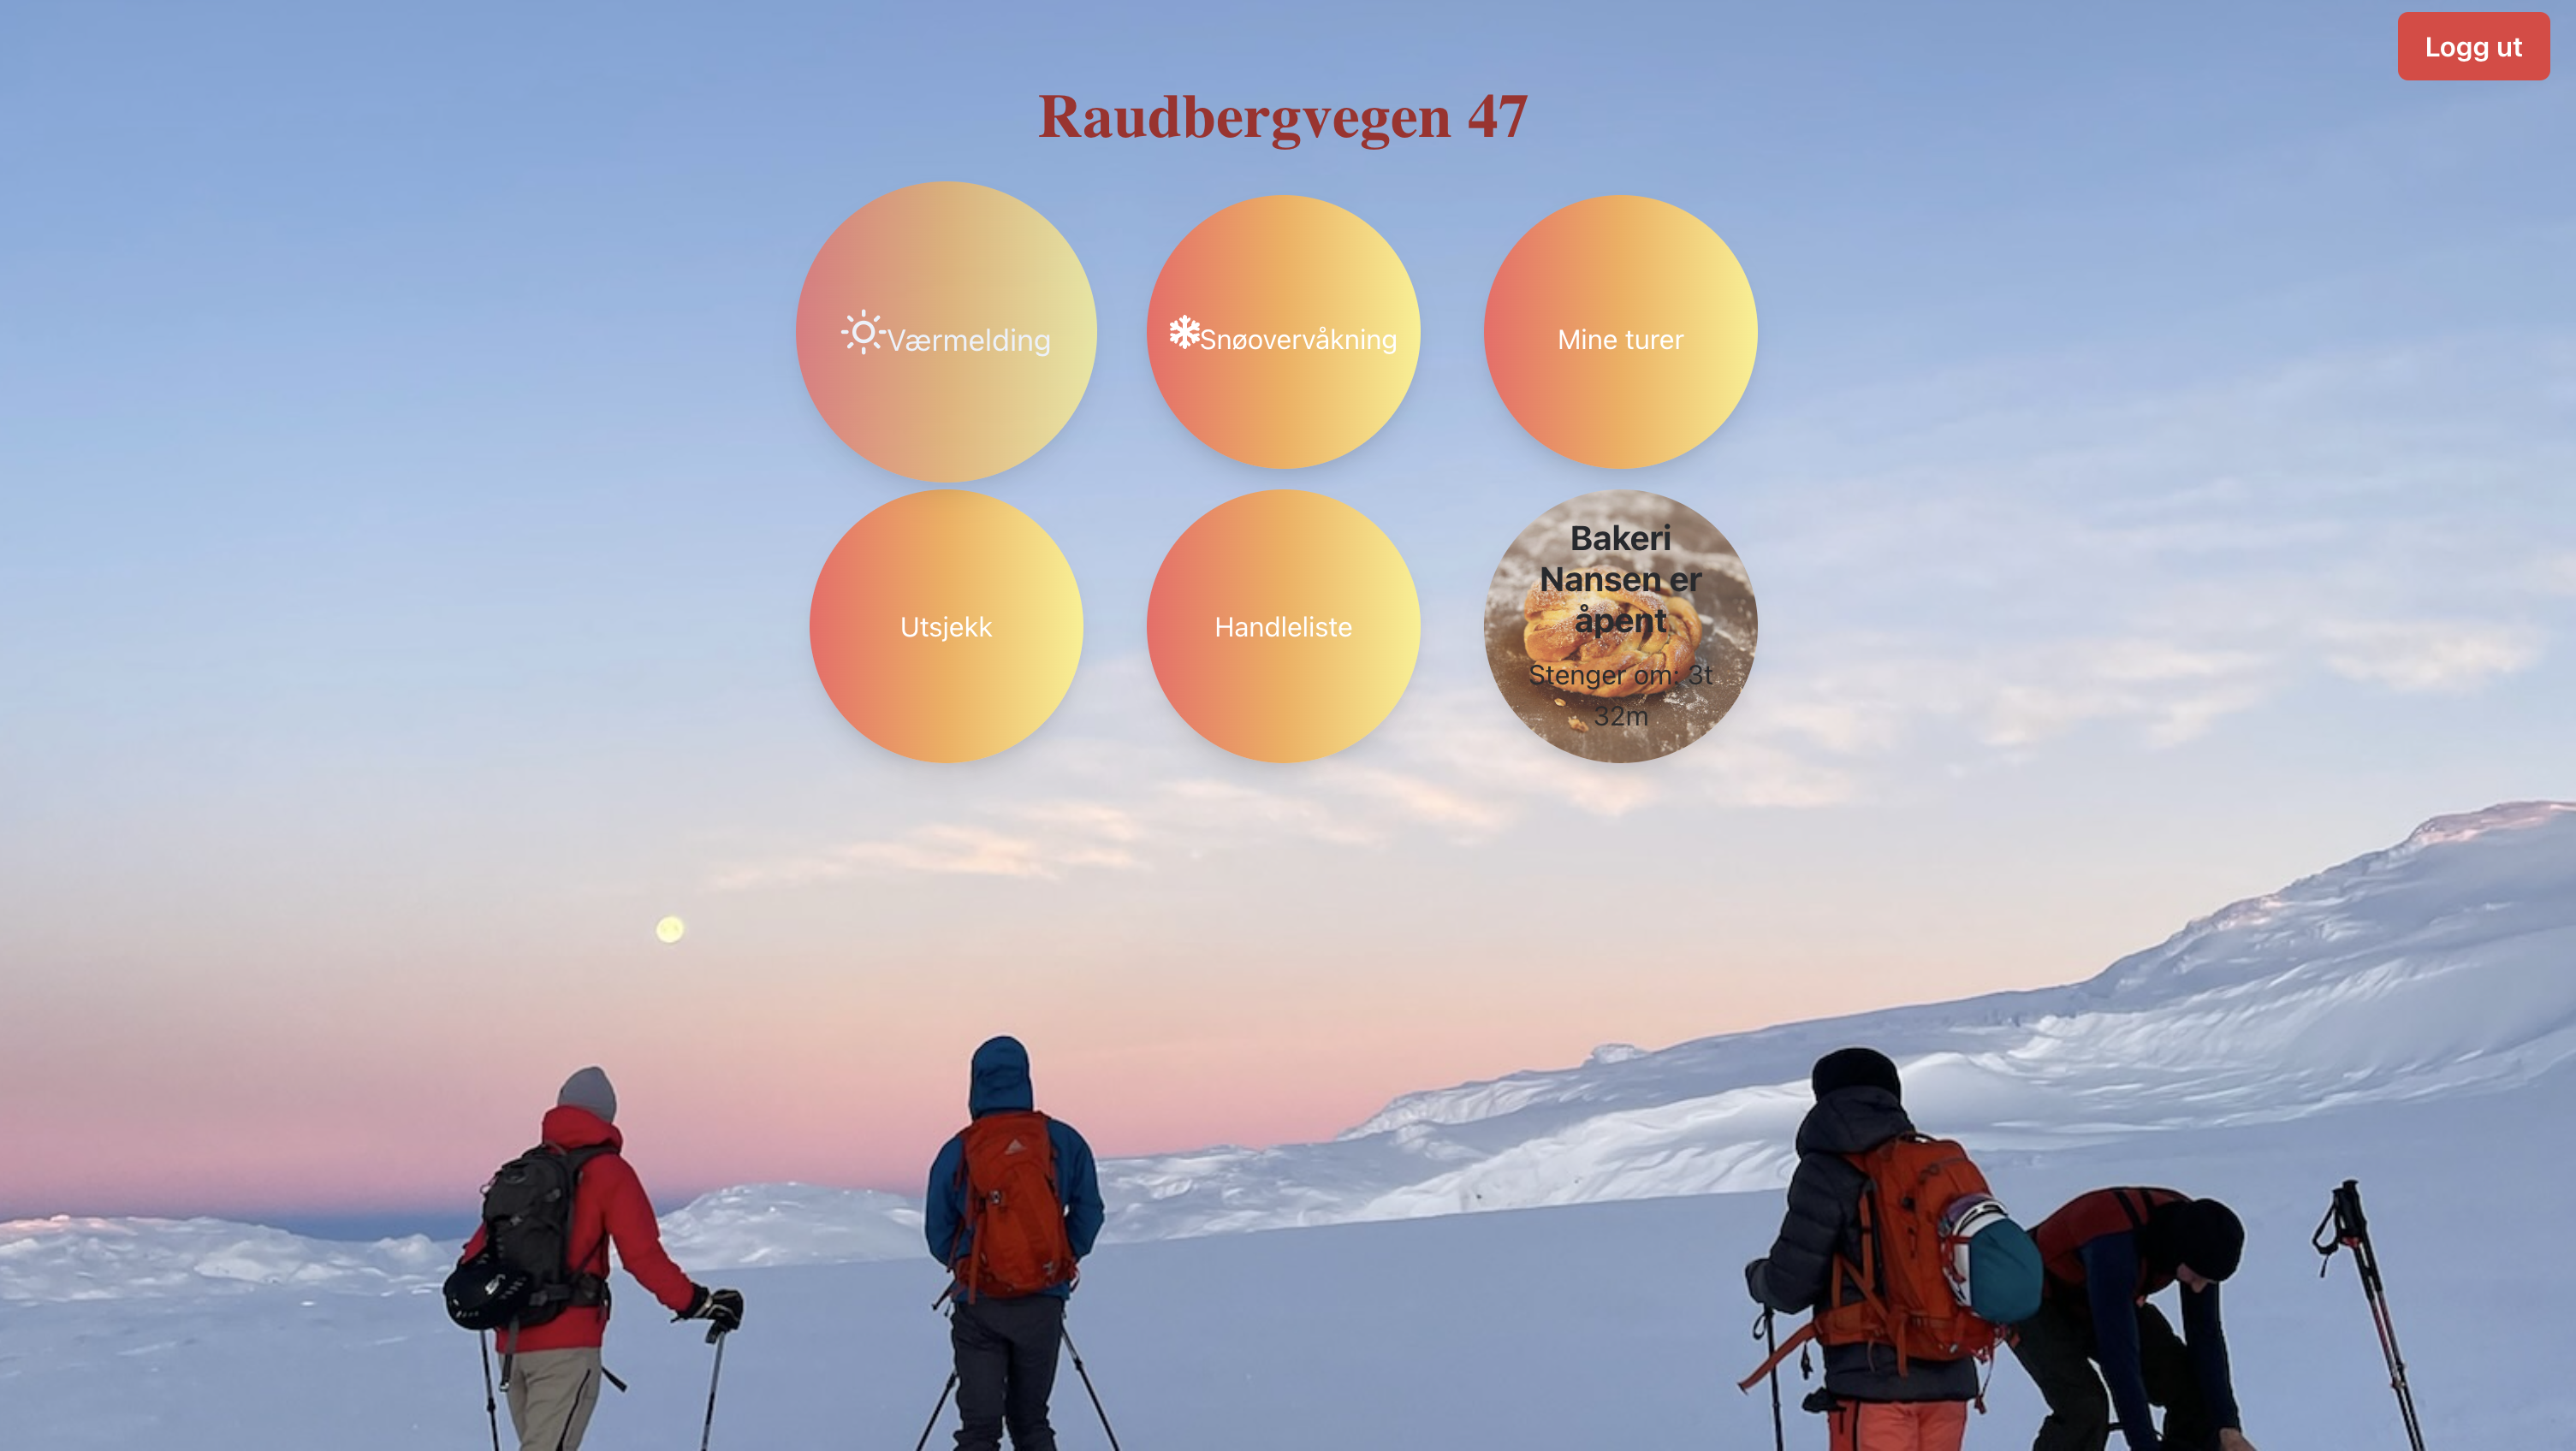 Logg ut
Raudbergvegen 47
Værmelding
Snøovervåkning
Mine turer
Utsjekk
Handleliste
Bakeri
Nansen er
åpent
Stenger om: 3t
32m